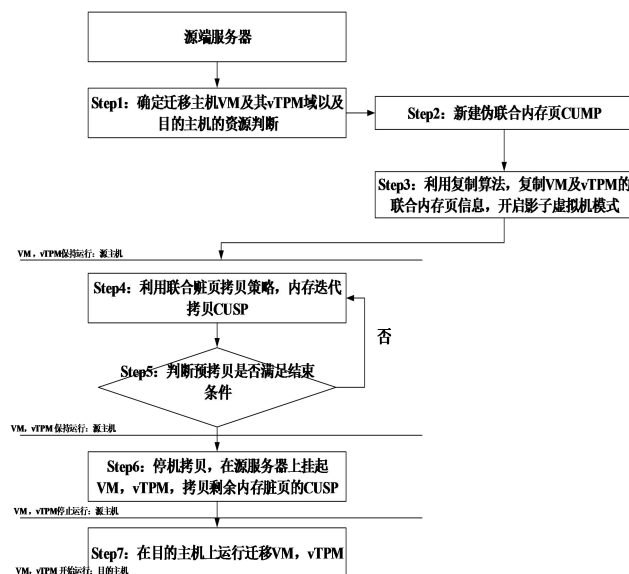 源端服务器
Step1：确定迁移主机VM及其vTPM域以及
目的主机的资源判断
Step2：新建伪联合内存页CUMP
Step3：利用复制算法，复制VM及vTPM的
联合内存页信息，开启影子虚拟机模式
VM，vTPM保持运行：源主机
Step4：利用联合脏页拷贝策略，内存迭代
拷贝CUSP
否
Step5：判断预拷贝是否满足结束
条件
VM，vTPM 保持运行：源主机
Step6：停机拷贝，在源服务器上挂起
VM，vTPM，拷贝剩余内存脏页的CUSP
VM，vTPM停止运行：源主机
Step7：在目的主机上运行迁移VM，vTPM
VM，vTPM 开始运行：目的主机